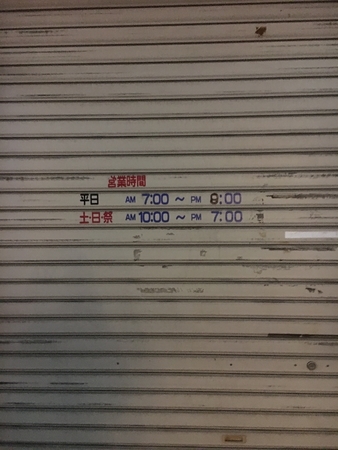 営業時間
平日 AM 7:00 ～ PM 8:00
土・日・祭 AM 10:00 ～ PM 7:00